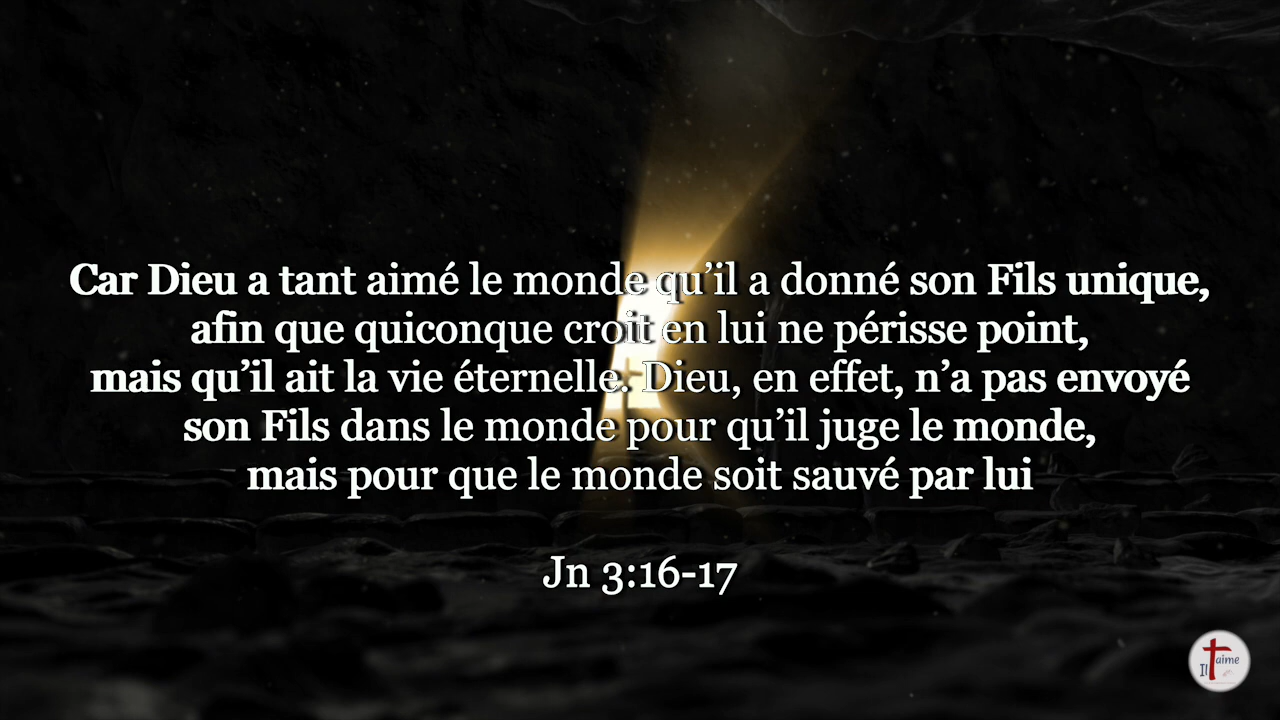 Car Dieu a tant aimé le monde qu’il a donné son Fils unique,
afin que quiconque croit en lui ne périsse point,
mais qu’il ait la vie éternelle. Dieu, en effet, n’a pas envoyé
son Fils dans le monde pour qu’il juge le monde,
mais pour que le monde soit sauvé par lui
Jn 3:16-17
Il t aime